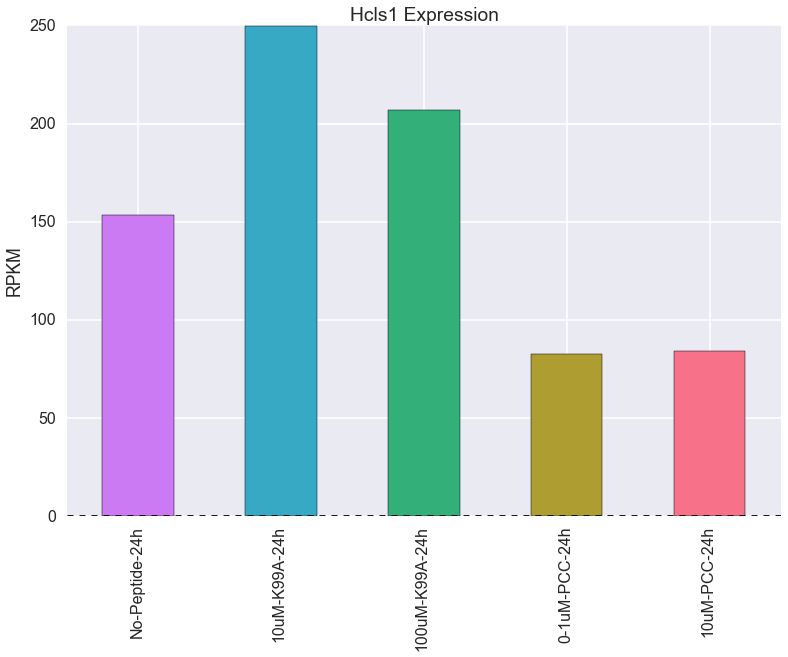 Hcls1 Expression
RPKM
250
200
150
100
50
0
No-Peptide-24h
10uM-K99A-24h
100uM-K99A-24h
0-1uM-PCC-24h
10uM-PCC-24h